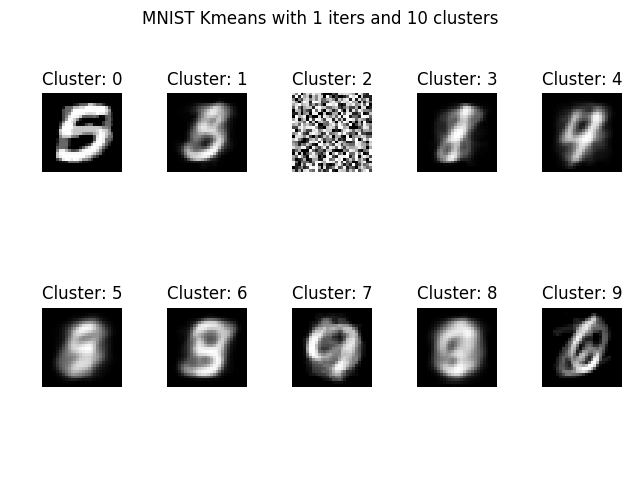 MNIST Kmeans with 1 iters and 10 clusters
Cluster: 0 Cluster: 1 Cluster: 2 Cluster: 3 Cluster: 4
Cluster: 5 Cluster: 6 Cluster: 7 Cluster: 8 Cluster: 9